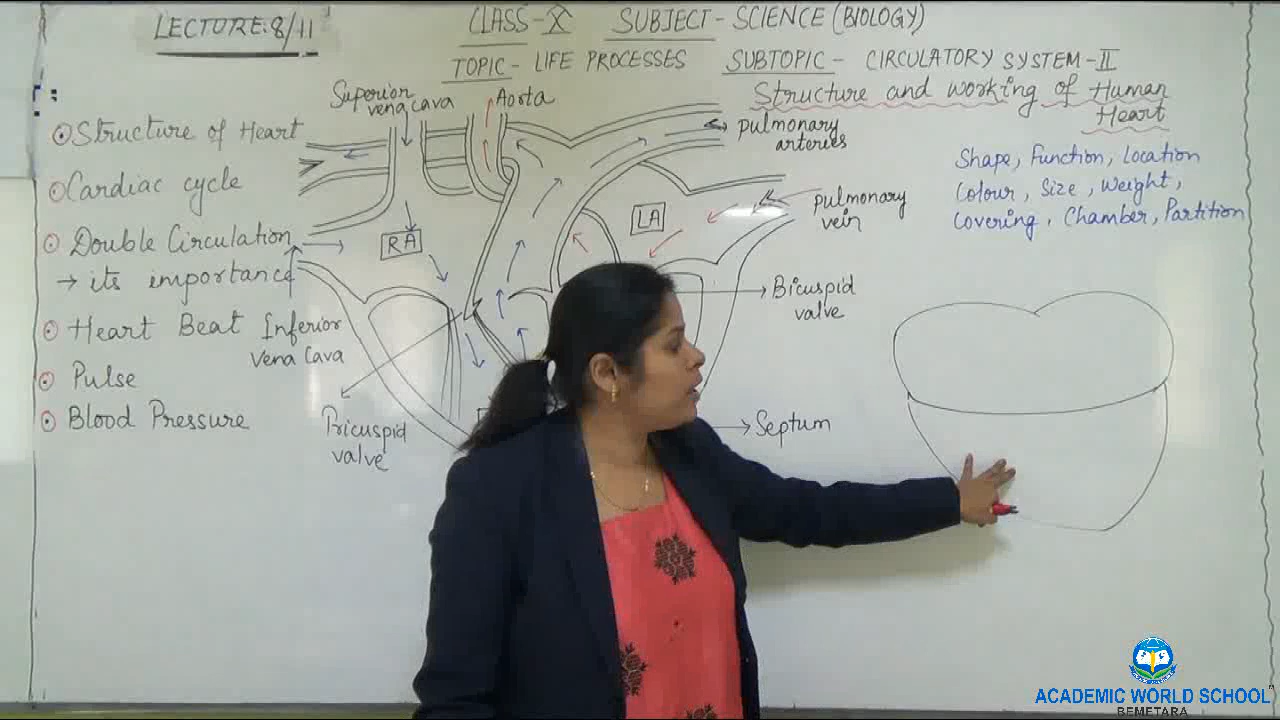 LECTURE:8/11
CLASS-X SUBJECT-SCIENCE (BIOLOGY)
TOPIC- LIFE PROCESSES SUBTOPIC- CIRCULATORY SYSTEM-II
Structure and working of Human
Heart
Shape, Function, Location
Colour, Size, Weight,
Covering, Chamber, Partition
⊙ Structure of Heart
⊙ Cardiac cycle
⊙ Double Circulation
→ its importance
⊙ Heart Beat
⊙ Pulse
⊙ Blood Pressure
Superior
vena cava
Aorta
pulmonary
arteries
pulmonary
vein
LA
RA
Bicuspid
valve
Inferior
Vena Cava
Tricuspid
valve
Septum
ACADEMIC WORLD SCHOOL
BEMETARA